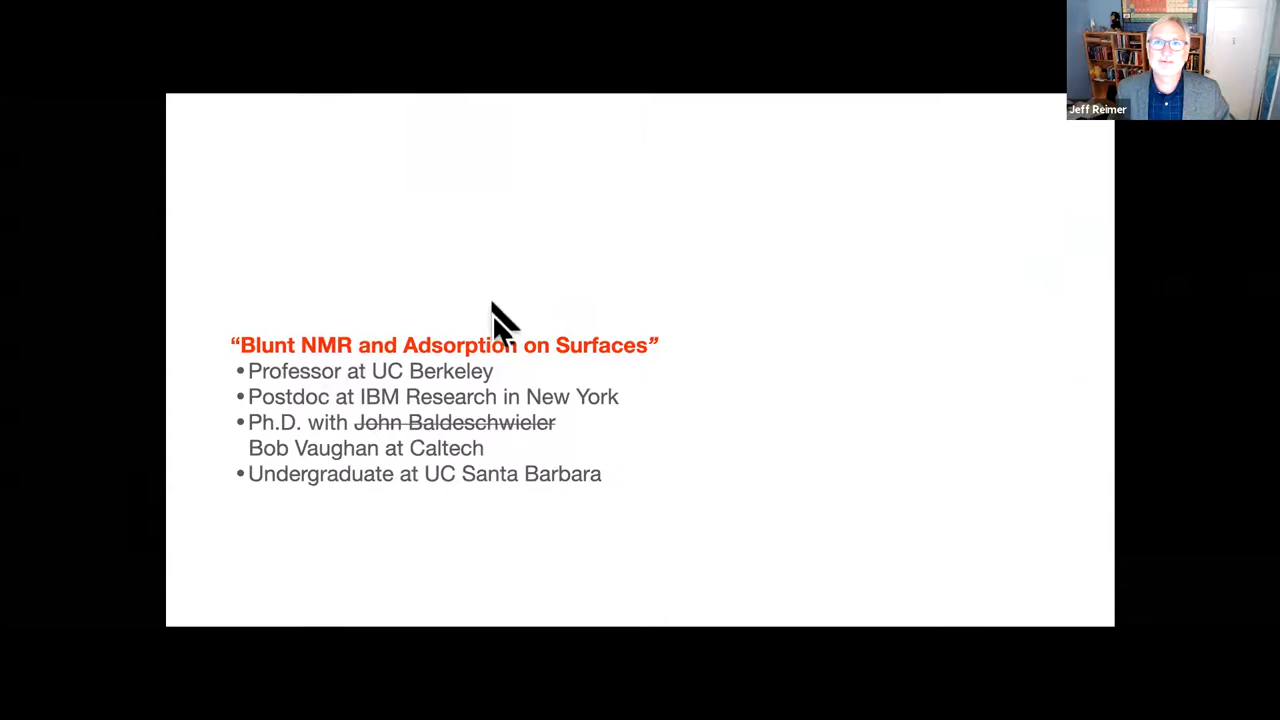 Jeff Reimer
“Blunt NMR and Adsorption on Surfaces”
•Professor at UC Berkeley
•Postdoc at IBM Research in New York
•Ph.D. with John Baldeschwieler
Bob Vaughan at Caltech
•Undergraduate at UC Santa Barbara